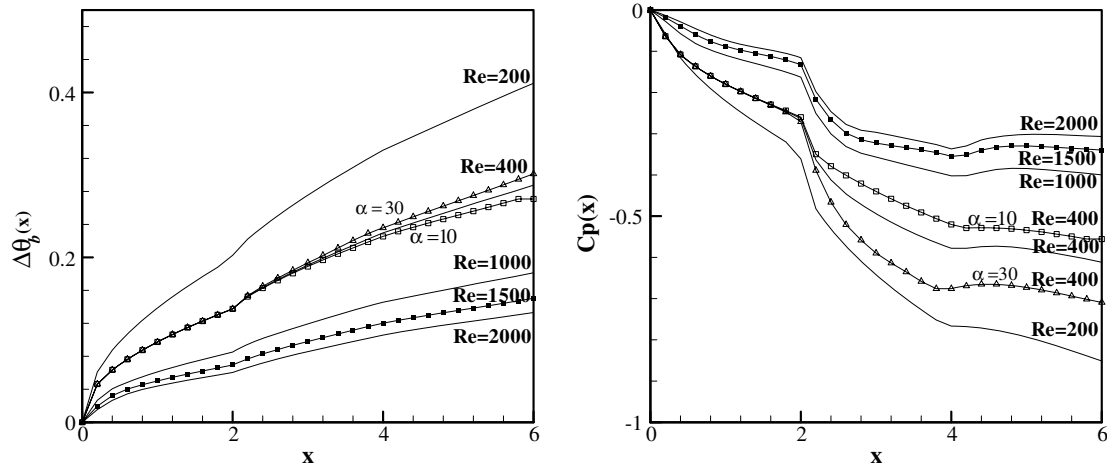 Δθb(x)
0.4
0.2
0
0
2
4
6
x
Re=200
Re=400
α=30
α=10
Re=1000
Re=1500
Re=2000
Cp(x)
0
-0.5
-1
0
2
4
6
x
Re=2000
Re=1500
Re=1000
α=10
Re=400
Re=400
α=30
Re=400
Re=200